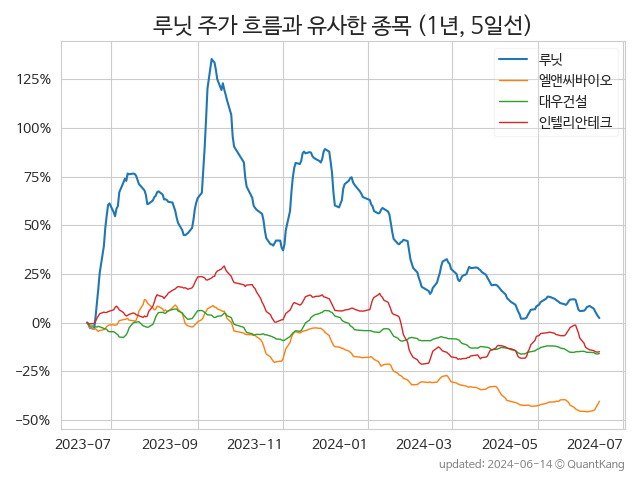 루닛 주가 흐름과 유사한 종목 (1년, 5일선)
루닛
엘앤씨바이오
대우건설
인텔리안테크
125%
100%
75%
50%
25%
0%
−25%
−50%
2023-07 2023-09 2023-11 2024-01 2024-03 2024-05 2024-07
updated: 2024-06-14 © QuantKang